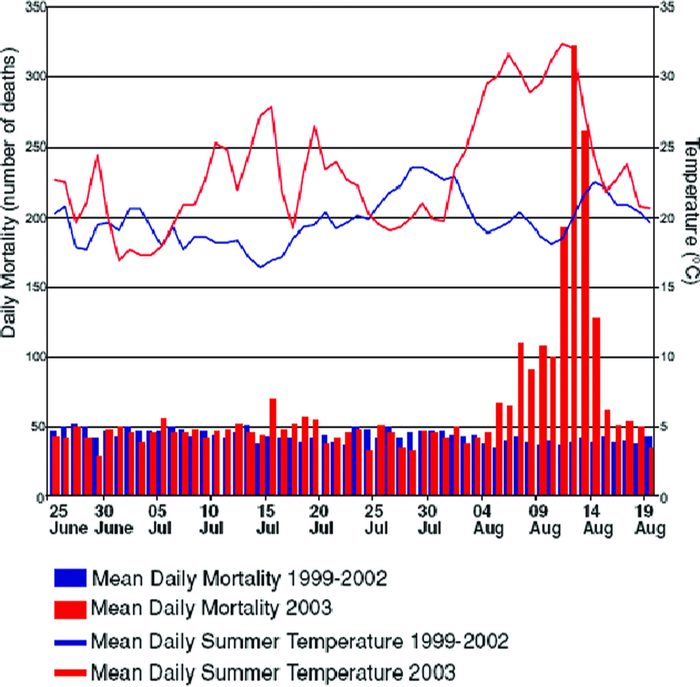 350
300
250
200
150
100
50
0
Daily Mortality (number of deaths)
35
30
25
20
15
10
5
0
Temperature (°C)
25 June
30 June
05 Jul
10 Jul
15 Jul
20 Jul
25 Jul
30 Jul
04 Aug
09 Aug
14 Aug
19 Aug
Mean Daily Mortality 1999-2002
Mean Daily Mortality 2003
Mean Daily Summer Temperature 1999-2002
Mean Daily Summer Temperature 2003